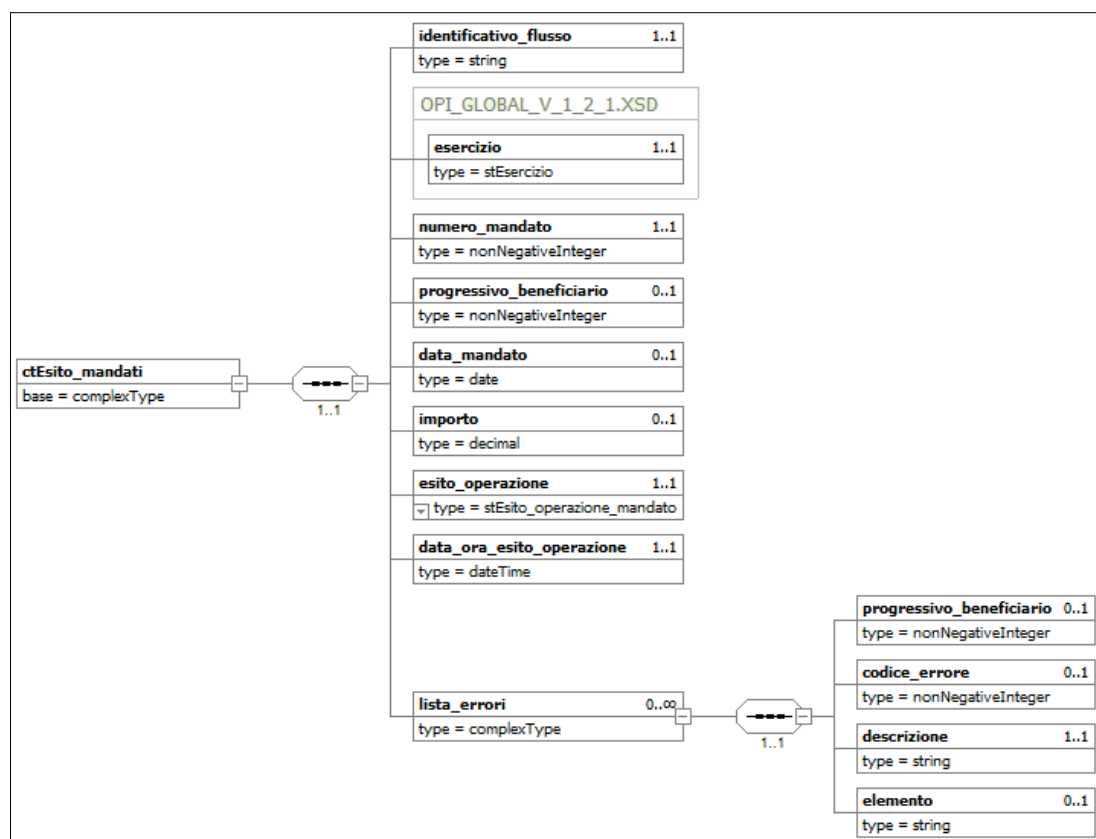 identificativo_flusso 1..1
type = string
OPI_GLOBAL_V_1_2_1.XSD
esercizio 1..1
type = stEsercizio
numero_mandato 1..1
type = nonNegativeInteger
progressivo_beneficiario 0..1
type = nonNegativeInteger
data_mandato 0..1
type = date
ctEsito_mandati
base = complexType
1..1
importo 0..1
type = decimal
esito_operazione 1..1
type = stEsito_operazione_mandato
data_ora_esito_operazione 1..1
type = dateTime
lista_errori 0..∞
type = complexType
1..1
progressivo_beneficiario 0..1
type = nonNegativeInteger
codice_errore 0..1
type = nonNegativeInteger
descrizione 1..1
type = string
elemento 0..1
type = string